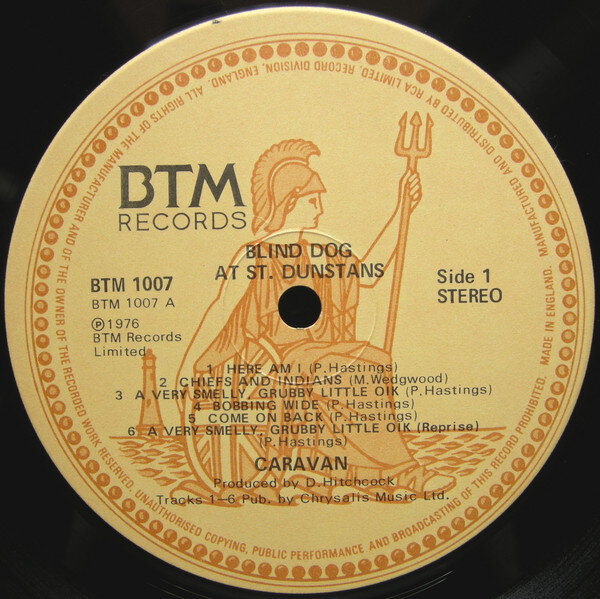 BTM
RECORDS
BLIND DOG
AT ST. DUNSTANS
BTM 1007
BTM 1007 A
Ⓟ1976
BTM Records
Limited
Side 1
STEREO
1 HERE AM I (P.Hastings)
2 CHIEFS AND INDIANS (M.Wedgwood)
3 A VERY SMELLY, GRUBBY LITTLE OIK (P.Hastings)
4 BOBBING WIDE (P.Hastings)
5 COME ON BACK (P.Hastings)
6 A VERY SMELLY, GRUBBY LITTLE OIK (Reprise)
(P.Hastings)
CARAVAN
Produced by D.Hitchcock
Tracks 1—6 Pub. by Chrysalis Music Ltd.
MANUFACTURED AND DISTRIBUTED BY RCA LIMITED, RECORD DIVISION, ENGLAND. ALL RIGHTS OF THE MANUFACTURER AND OF THE OWNER OF THE RECORDED WORK RESERVED. UNAUTHORISED COPYING, PUBLIC PERFORMANCE AND BROADCASTING OF THIS RECORD PROHIBITED. MADE IN ENGLAND.